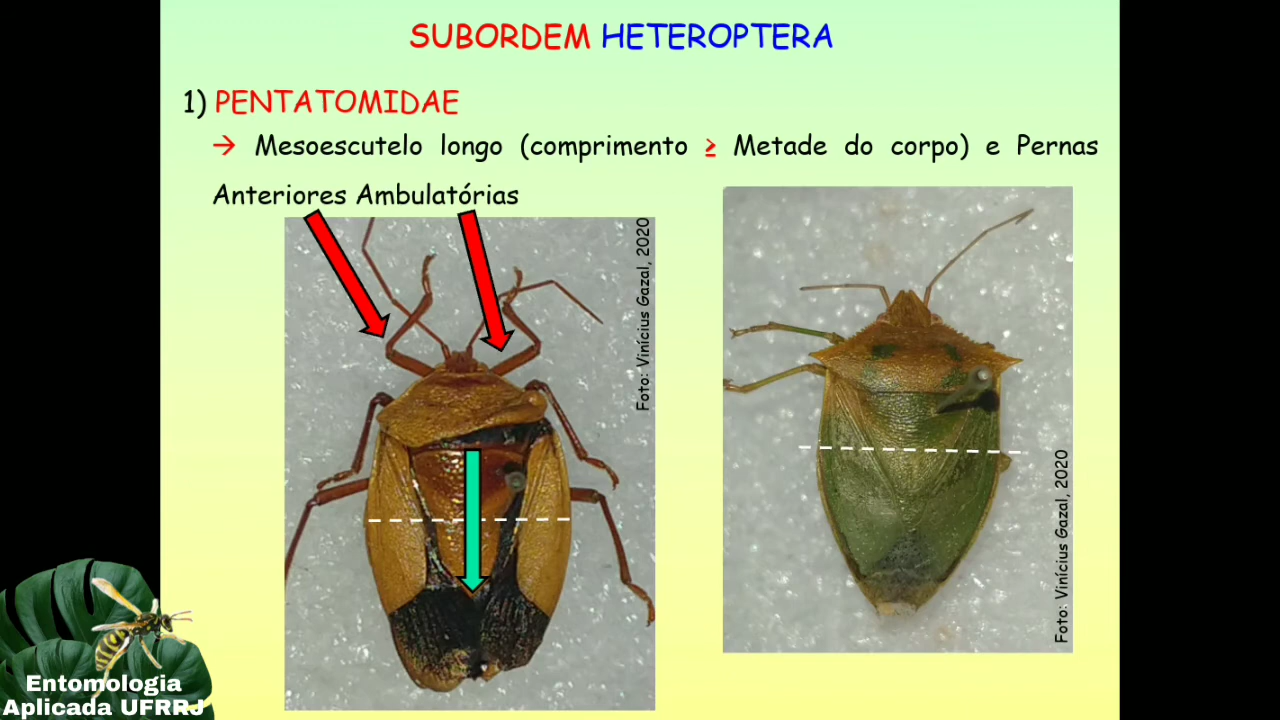 SUBORDEM HETEROPTERA
1) PENTATOMIDAE
→ Mesoescutelo longo (comprimento ≥ Metade do corpo) e Pernas
Anteriores Ambulatórias
Foto: Vinícius Gazal, 2020
Foto: Vinícius Gazal, 2020
Entomologia
Aplicada UFRRJ